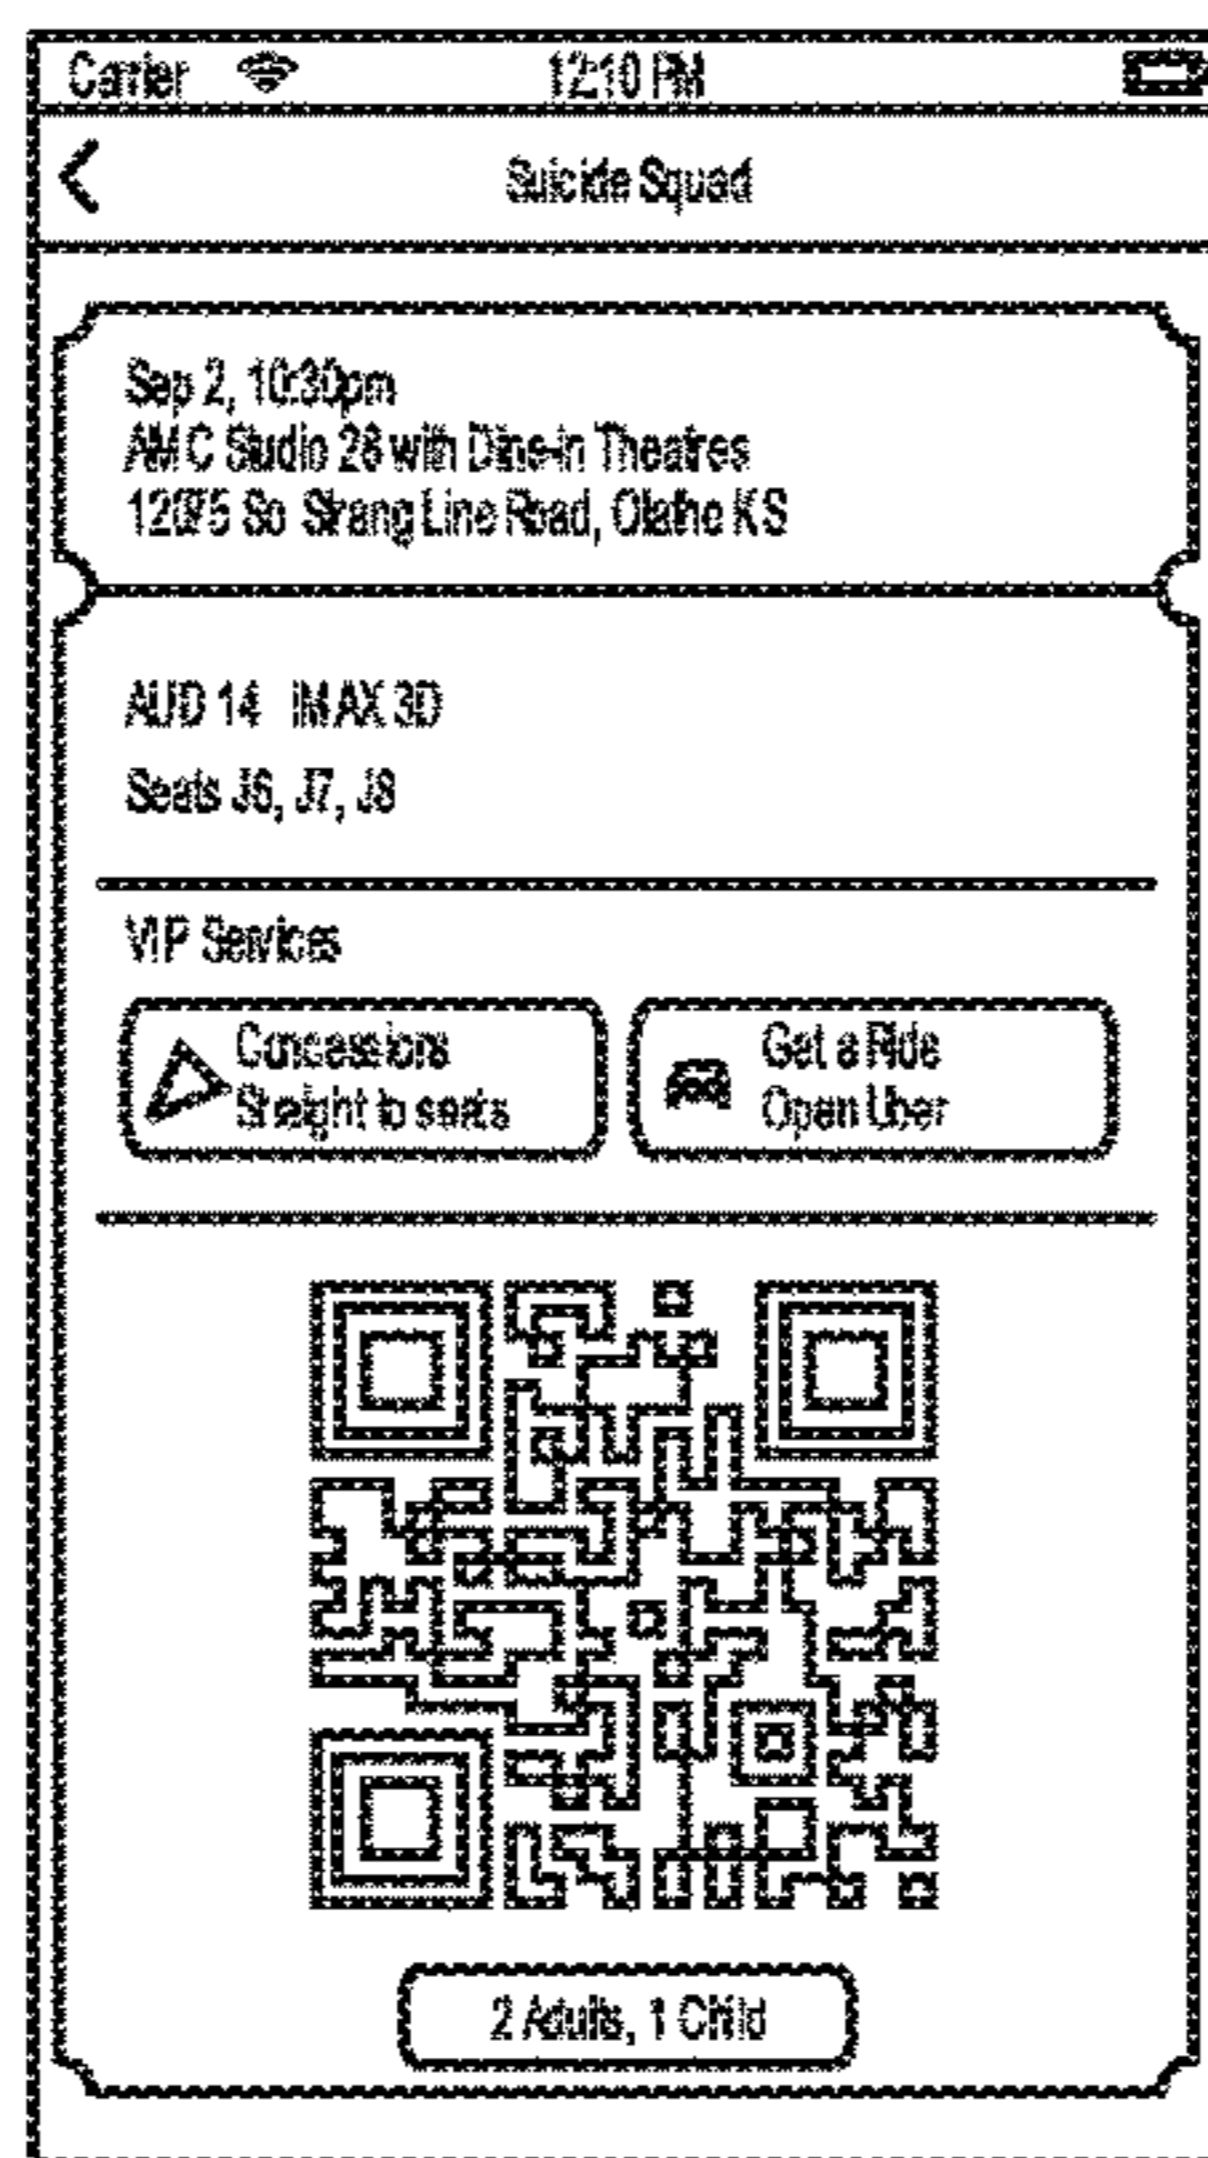 Carrier 12:10 PM
Suicide Squad
Sep 2, 10:30pm
AMC Studio 28 with Dine-in Theatres
12075 So Strang Line Road, Olathe KS
AUD 14 IMAX 3D
Seats J6, J7, J8
VIP Services
Concessions
Straight to seats
Get a Ride
Open Uber
2 Adults, 1 Child